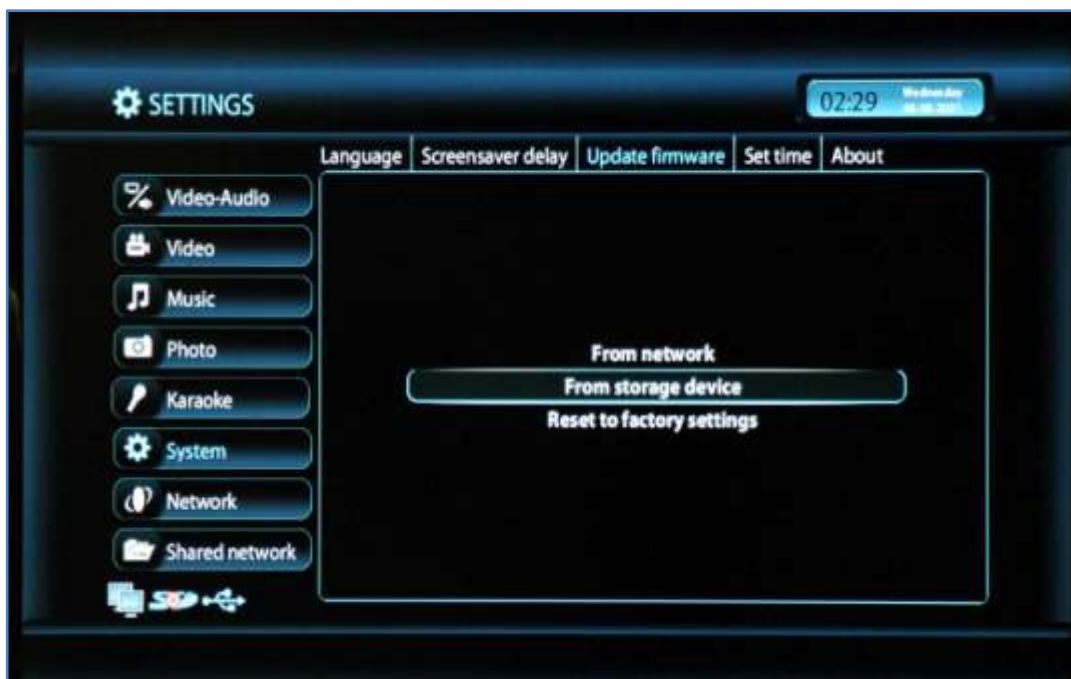 SETTINGS
02:29 Wednesday
Language Screensaver delay Update firmware Set time About
Video-Audio
Video
Music
Photo
Karaoke
System
Network
Shared network
From network
From storage device
Reset to factory settings